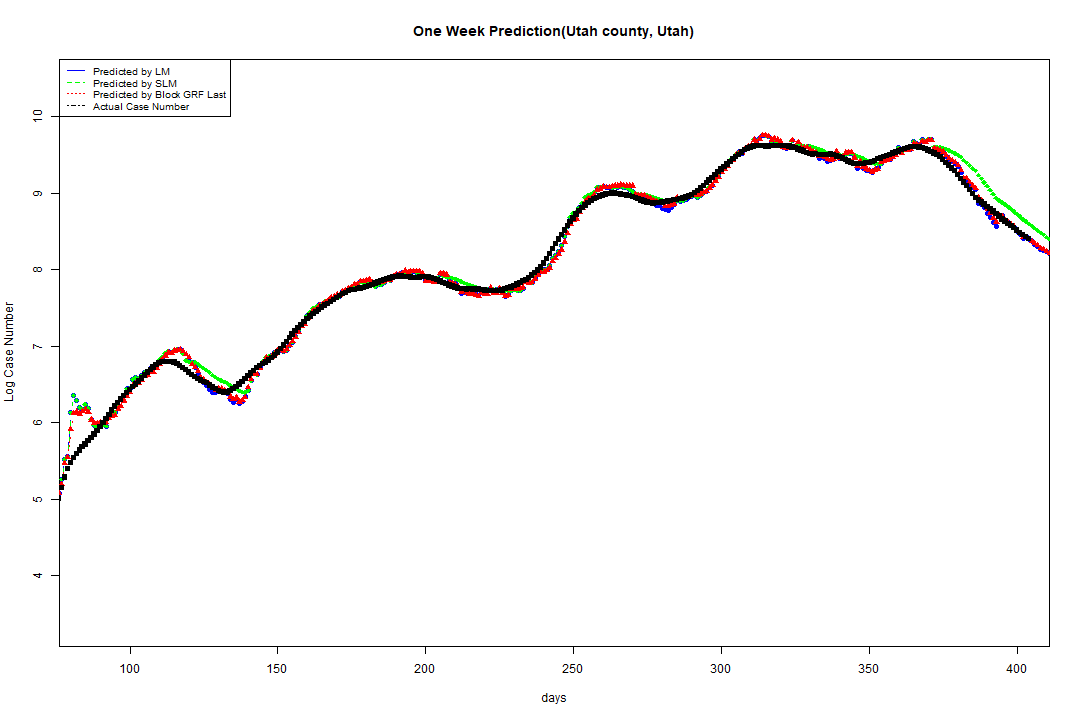 One Week Prediction(Utah county, Utah)
Predicted by LM
Predicted by SLM
Predicted by Block GRF Last
Actual Case Number
10
9
8
7
6
5
4
Log Case Number
100 150 200 250 300 350 400
days